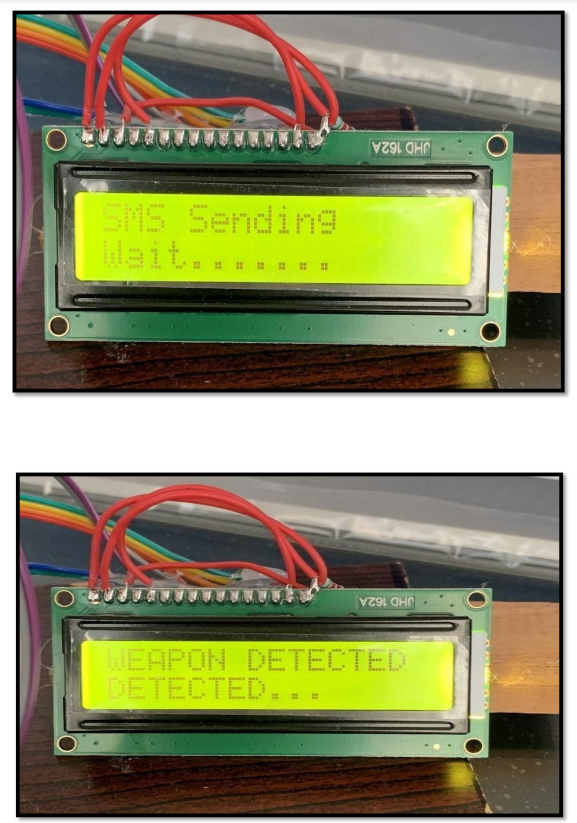 JHD 162A
SMS Sending
Wait.......
JHD 162A
WEAPON DETECTED
DETECTED...